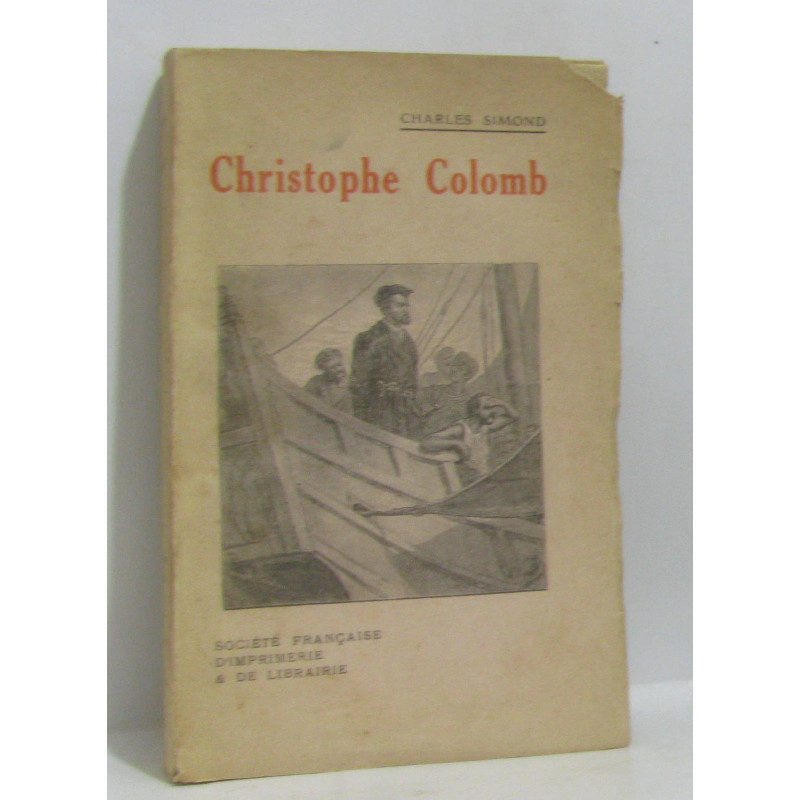 CHARLES SIMOND
Christophe Colomb
SOCIÉTÉ FRANÇAISE
D'IMPRIMERIE
& DE LIBRAIRIE